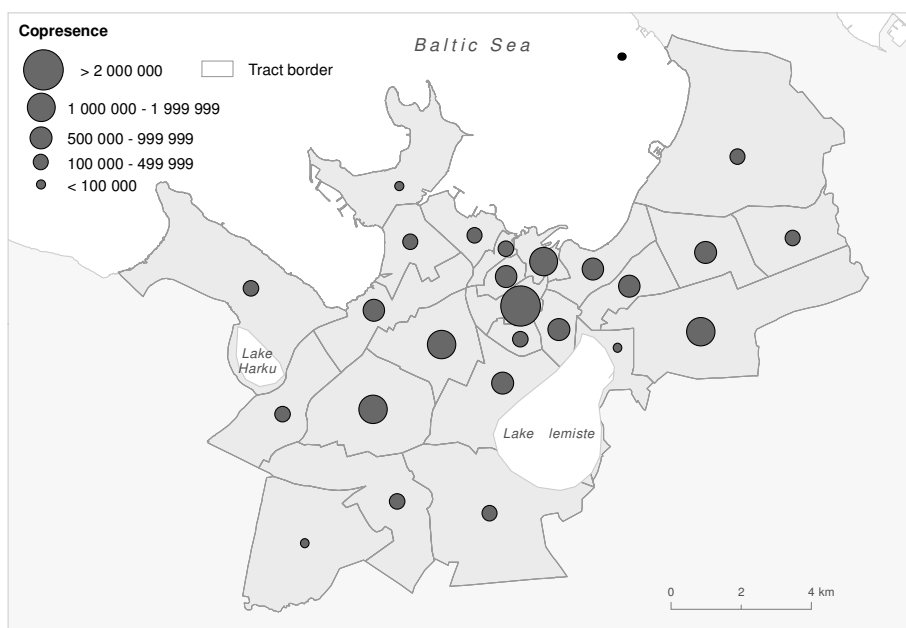 Copresence
Baltic Sea
> 2 000 000
Tract border
1 000 000 - 1 999 999
500 000 - 999 999
100 000 - 499 999
< 100 000
Lake
Harku
Lake lemiste
0 2 4 km